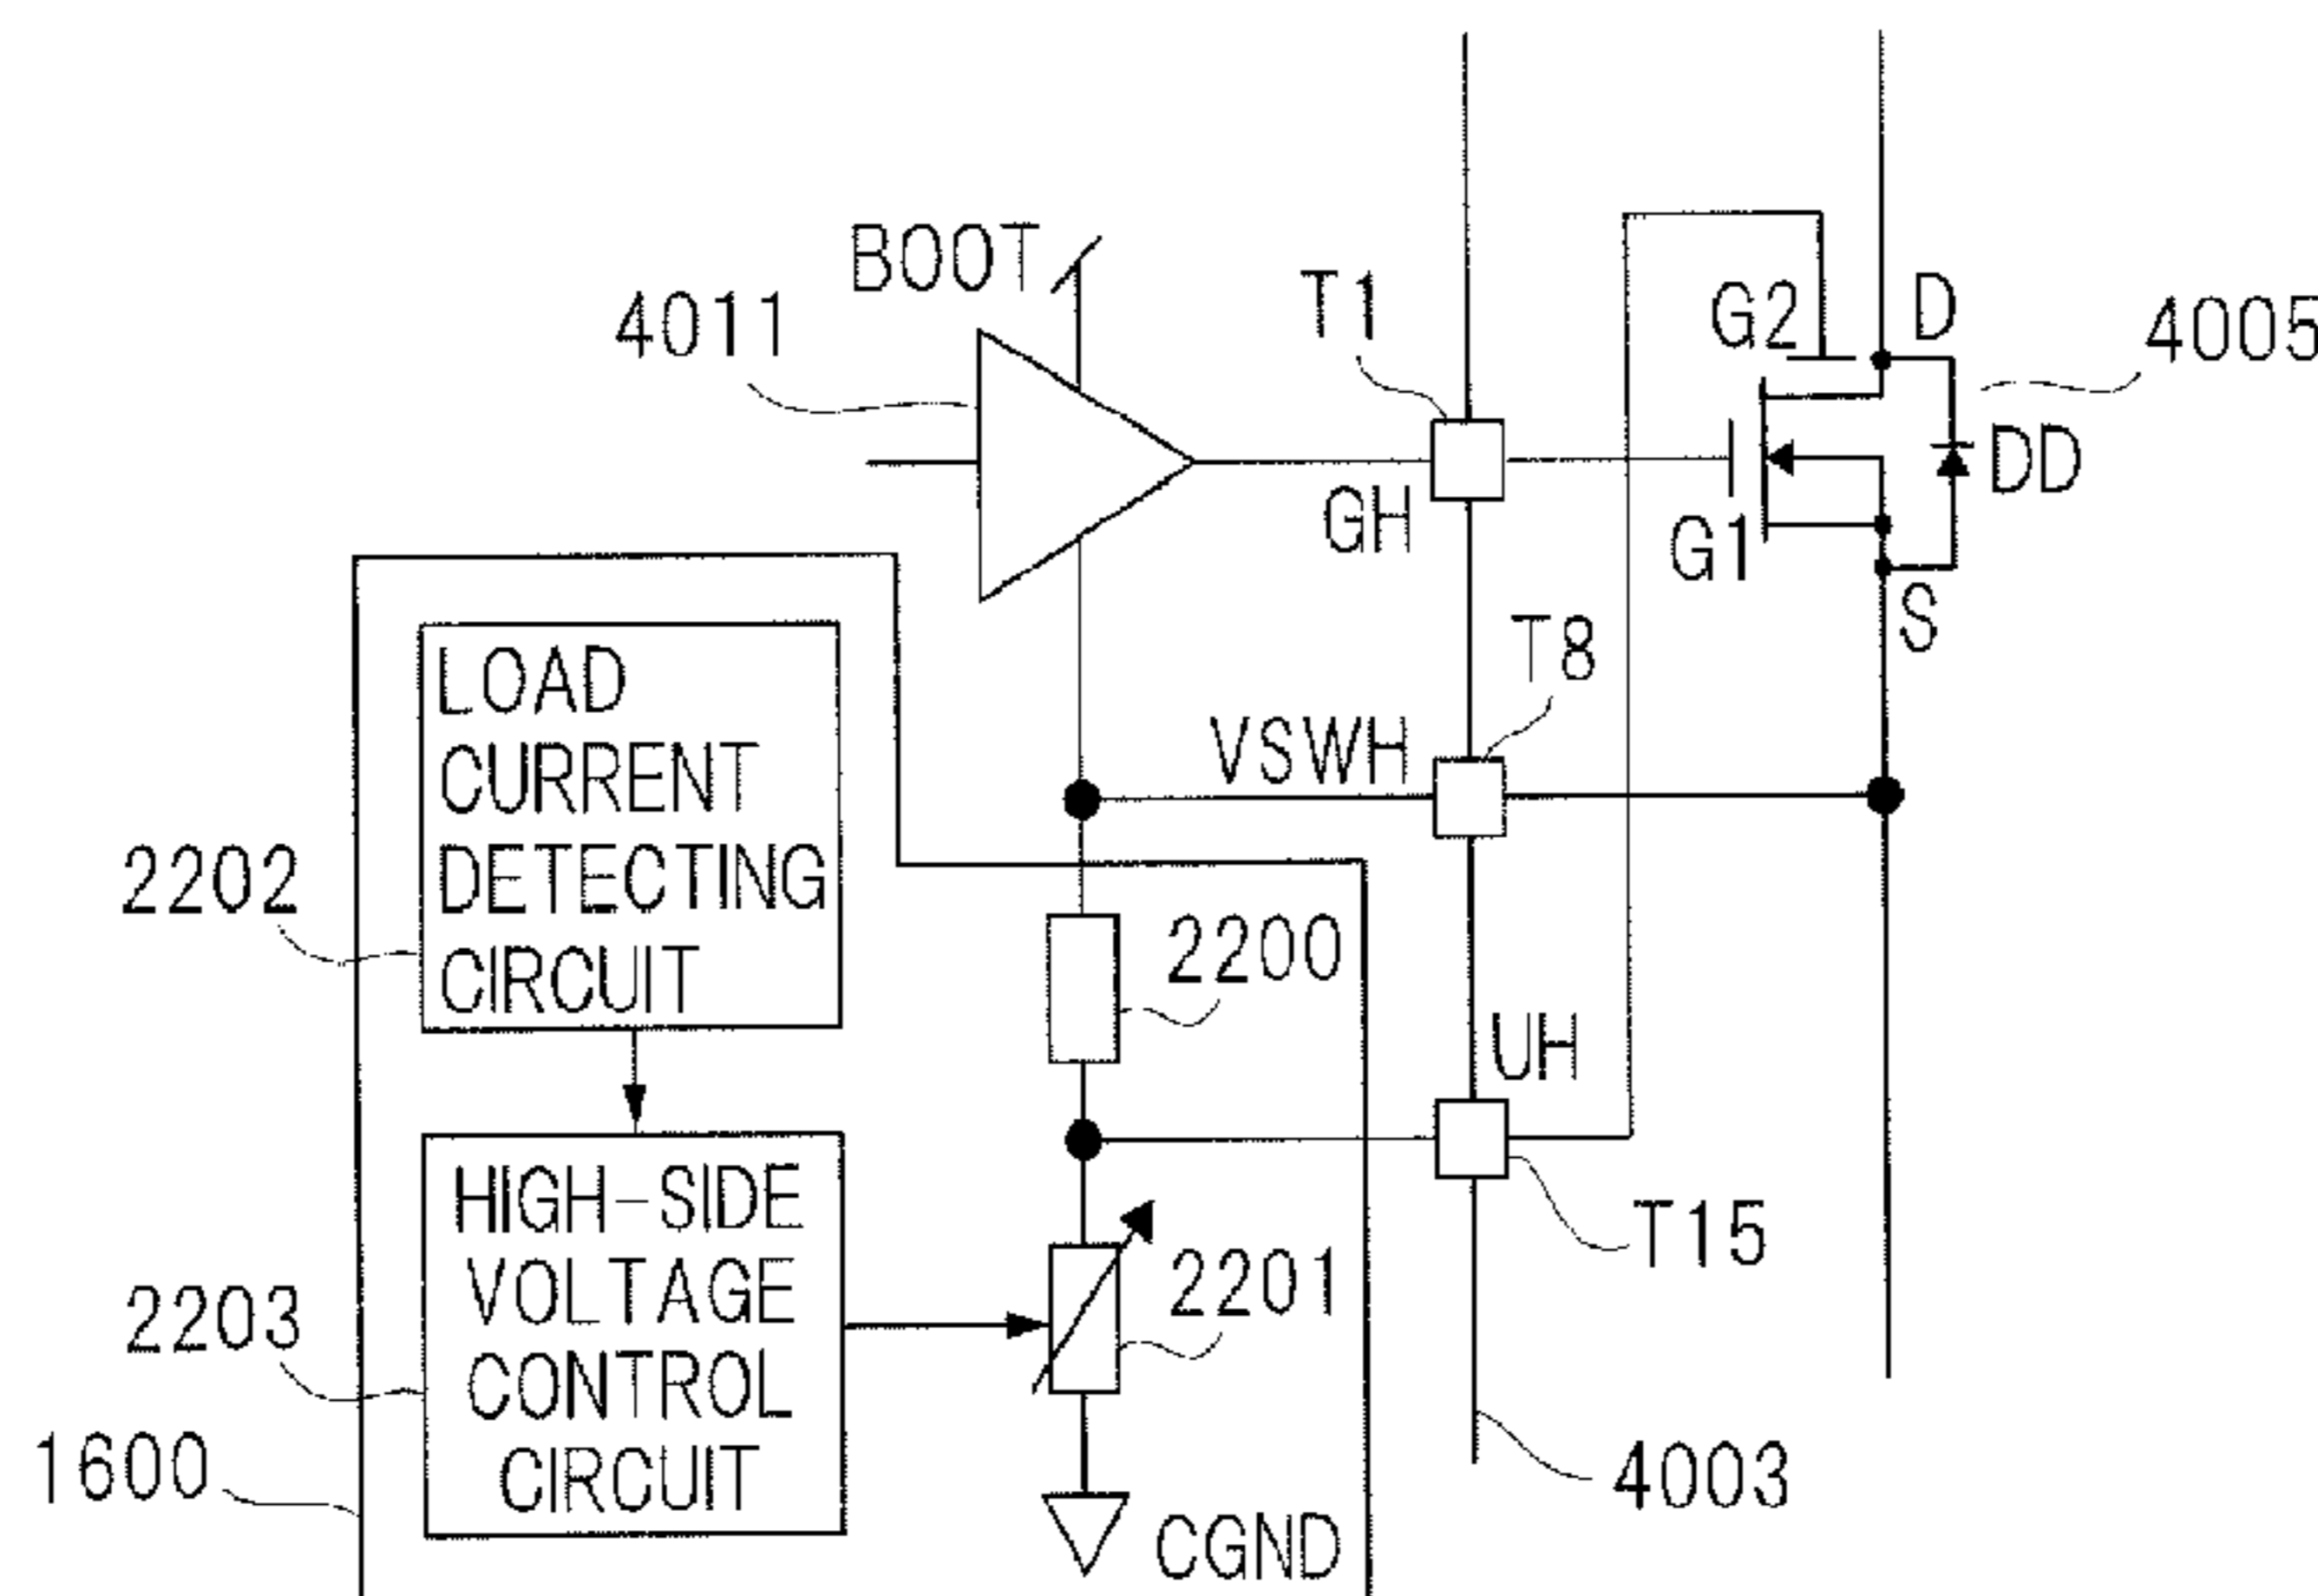 BOOT
4011
T1
G2
D
4005
DD
GH
G1
S
T8
LOAD
CURRENT
DETECTING
CIRCUIT
VSWH
2202
2200
UH
HIGH-SIDE
VOLTAGE
CONTROL
CIRCUIT
T15
2201
2203
1600
4003
CGND